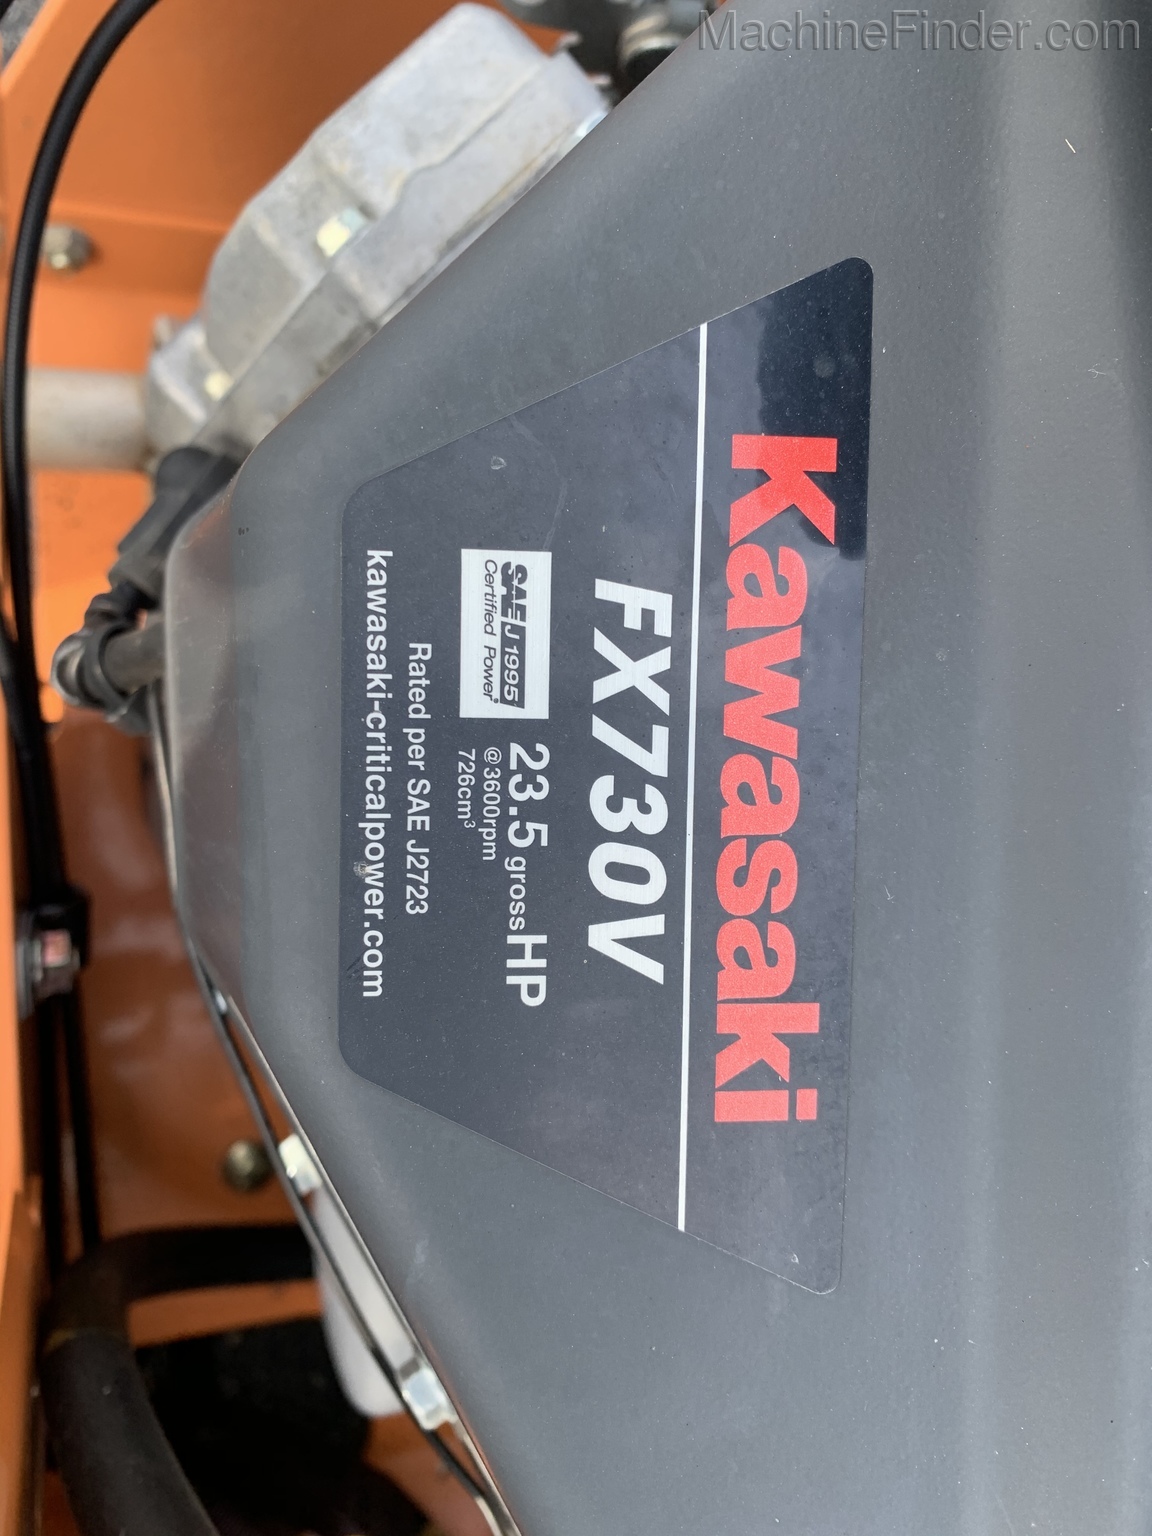 MachineFinder.com
Kawasaki
FX730V
SAE J1995
Certified Power®
23.5 gross HP
@3600rpm
726cm³
Rated per SAE J2723
kawasaki-criticalpower.com